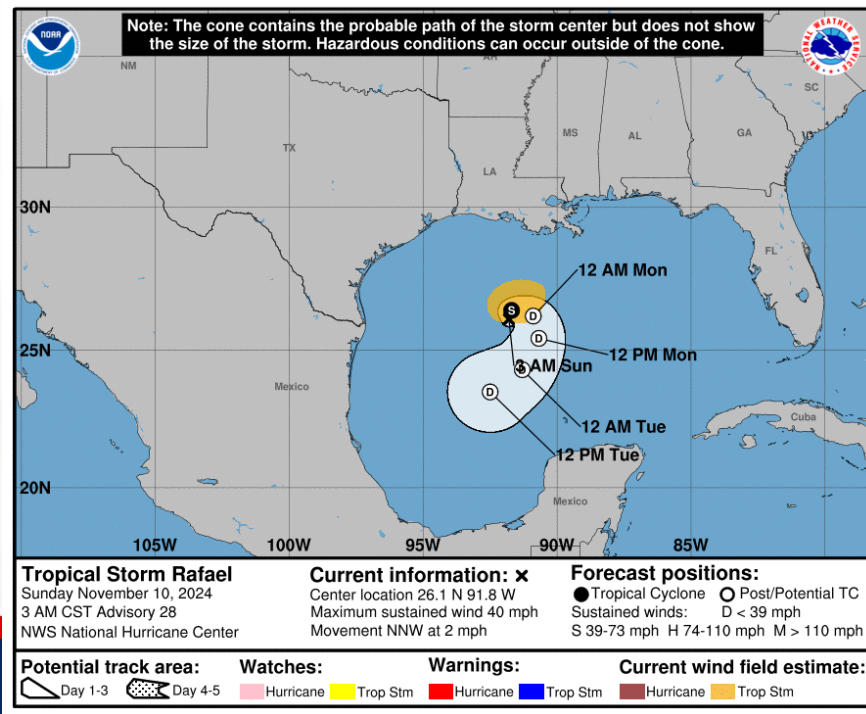 Note: The cone contains the probable path of the storm center but does not show
the size of the storm. Hazardous conditions can occur outside of the cone.
NOAA
NATIONAL WEATHER SERVICE
NM
AR
SC
TX
MS
AL
GA
LA
30N
FL
12 AM Mon
S
D
D
25N
12 PM Mon
3 AM Sun
Mexico
D
12 AM Tue
Cuba
12 PM Tue
20N
Mexico
105W
100W
95W
90W
85W
Tropical Storm Rafael
Sunday November 10, 2024
3 AM CST Advisory 28
NWS National Hurricane Center
Current information: ×
Center location 26.1 N 91.8 W
Maximum sustained wind 40 mph
Movement NNW at 2 mph
Forecast positions:
Tropical Cyclone Post/Potential TC
Sustained winds: D < 39 mph
S 39-73 mph H 74-110 mph M > 110 mph
Potential track area:
Day 1-3 Day 4-5
Watches:
Hurricane Trop Stm
Warnings:
Hurricane Trop Stm
Current wind field estimate:
Hurricane Trop Stm